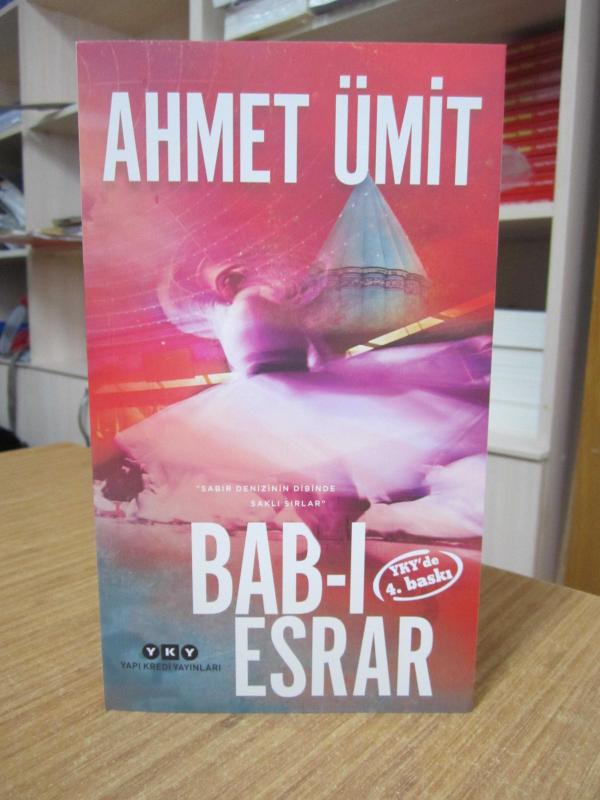 AHMET ÜMİT
"SABIR DENİZİNİN DİBİNDE
SAKLI SIRLAR"
BAB-I
ESRAR
YKY'de
4. baskı
YKY
YAPI KREDİ YAYINLARI